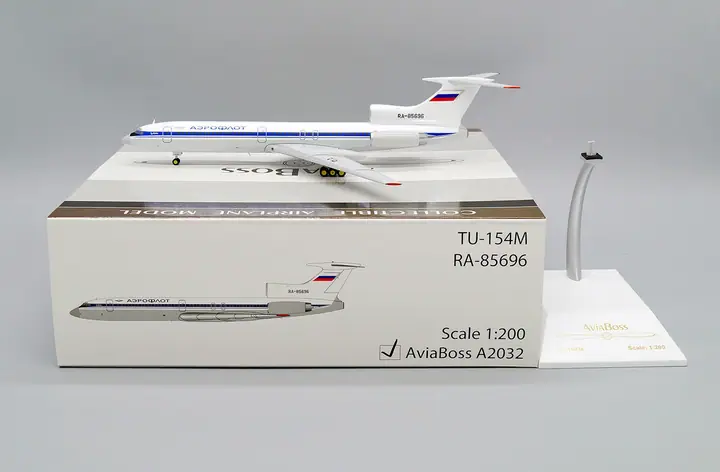 RA-85696
АЭРОФЛОТ
COLLECTIBLE AIRPLANE MODEL
TU-154M
RA-85696
RA-85696
АЭРОФЛОТ
Scale 1:200
AviaBoss A2032
AVIABOSS
Scale: 1:200